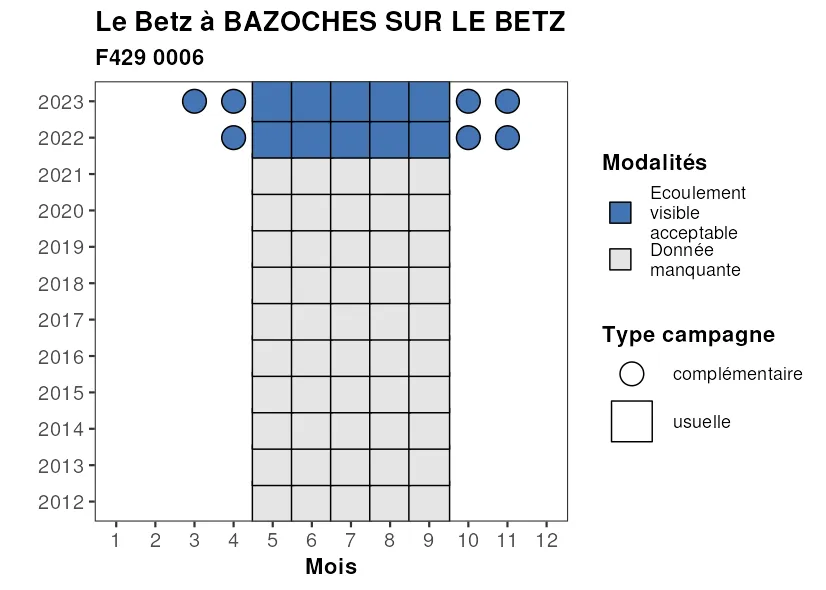 Le Betz à BAZOCHES SUR LE BETZ
F429 0006
2023
2022
2021
2020
2019
2018
2017
2016
2015
2014
2013
2012
1 2 3 4 5 6 7 8 9 10 11 12
Mois
Modalités
Ecoulement
visible
acceptable
Donnée
manquante
Type campagne
complémentaire
usuelle